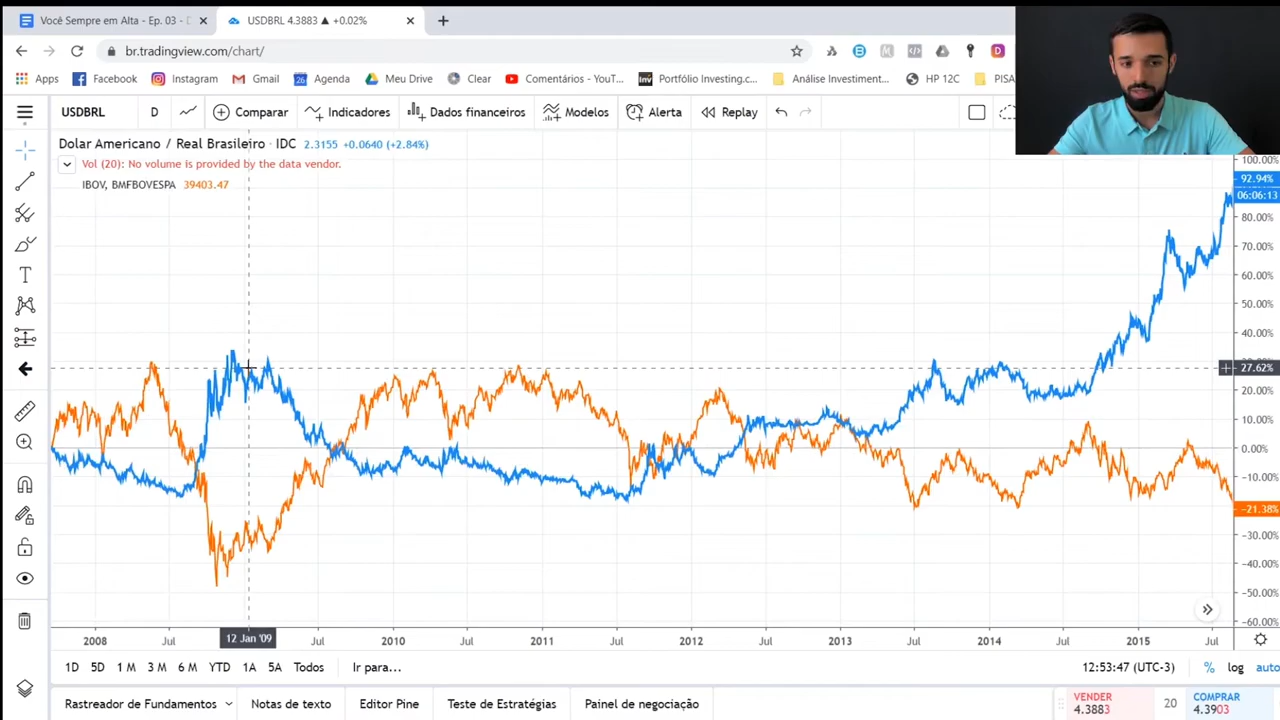 Você Sempre em Alta - Ep. 03 - D
USDBRL 4.3883 ▲ +0.02%
br.tradingview.com/chart/
Apps Facebook Instagram Gmail Agenda Meu Drive Clear Comentários - YouT... Portfólio Investing.c... Análise Investiment... HP 12C PISA
USDBRL D Comparar Indicadores Dados financeiros Modelos Alerta Replay
Dolar Americano / Real Brasileiro · IDC 2.3155 +0.0640 (+2.84%)
Vol (20): No volume is provided by the data vendor.
IBOV, BMFBOVESPA 39403.47
100.00%
92.94%
06:06:13
80.00%
70.00%
60.00%
50.00%
40.00%
27.62%
20.00%
10.00%
0.00%
-10.00%
-21.38%
-30.00%
-40.00%
-50.00%
-60.00%
2008 Jul 12 Jan '09 Jul 2010 Jul 2011 Jul 2012 Jul 2013 Jul 2014 Jul 2015 Jul
1D 5D 1 M 3 M 6 M YTD 1A 5A Todos Ir para... 12:53:47 (UTC-3) % log auto
Rastreador de Fundamentos Notas de texto Editor Pine Teste de Estratégias Painel de negociação
VENDER
4.3883
20
COMPRAR
4.3903